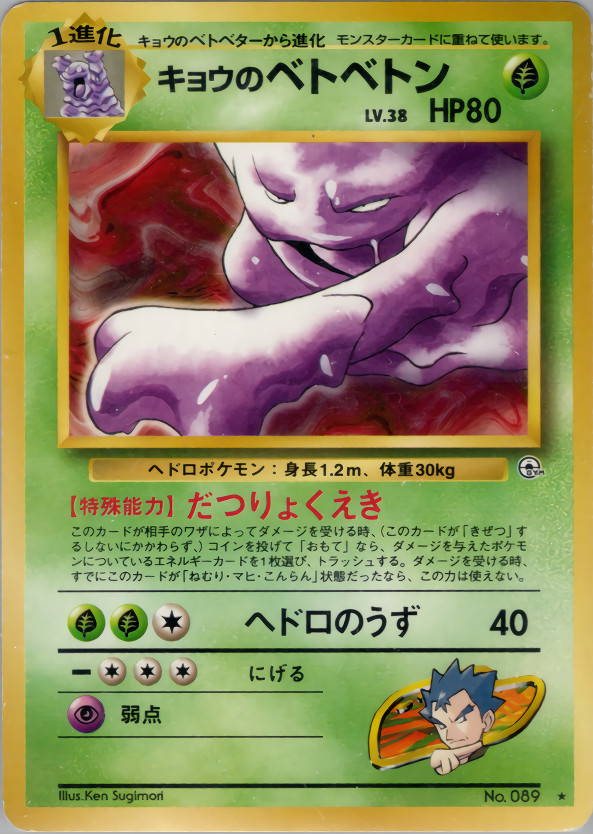 1進化
キョウのベトベターから進化 モンスターカードに重ねて使います。
キョウのベトベトン
LV.38 HP80
ヘドロポケモン：身長1.2m、体重30kg
GYM
【特殊能力】だつりょくえき
このカードが相手のワザによってダメージを受ける時、（このカードが「きぜつ」す
るしないにかかわらず、）コインを投げて「おもて」なら、ダメージを与えたポケモ
ンについているエネルギーカードを1枚選び、トラッシュする。ダメージを受ける時、
すでにこのカードが「ねむり・マヒ・こんらん」状態だったなら、この力は使えない。
ヘドロのうず 40
にげる
弱点
Illus.Ken Sugimori No.089 ★